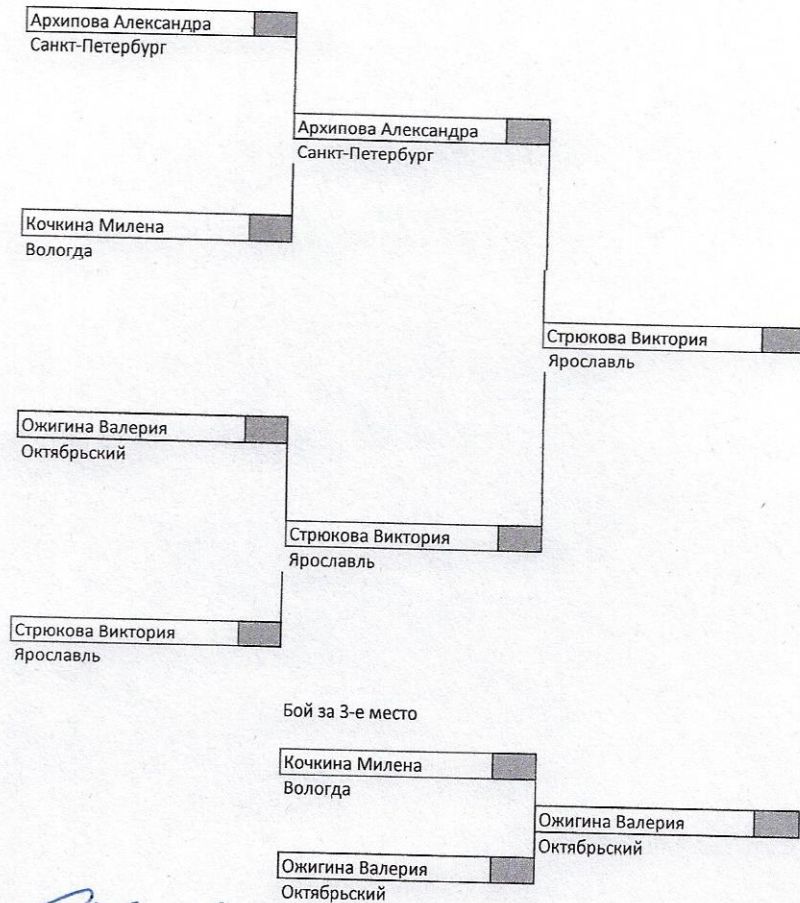 Архипова Александра
Санкт-Петербург
Архипова Александра
Санкт-Петербург
Кочкина Милена
Вологда
Стрюкова Виктория
Ярославль
Ожигина Валерия
Октябрьский
Стрюкова Виктория
Ярославль
Стрюкова Виктория
Ярославль
Бой за 3-е место
Кочкина Милена
Вологда
Ожигина Валерия
Октябрьский
Ожигина Валерия
Октябрьский